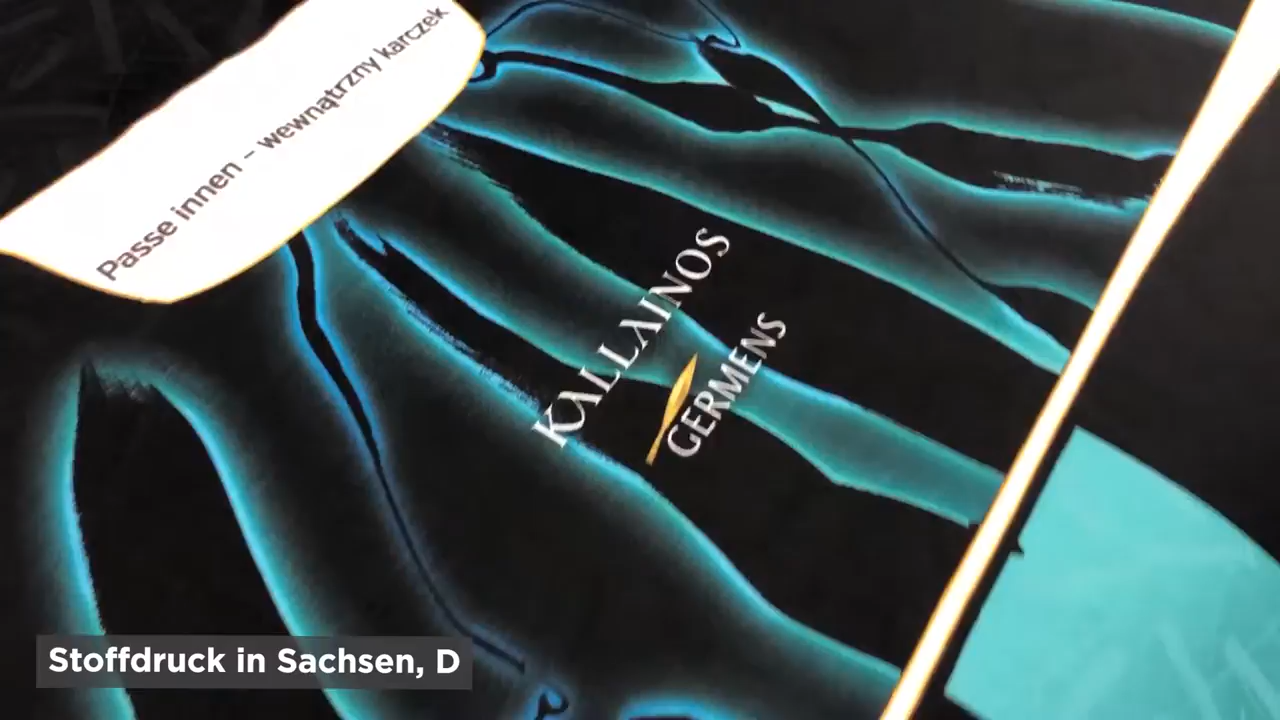 Passe innen – wewnątrzny karczek
KALLAINOS
GERMENS
Stoffdruck in Sachsen, D